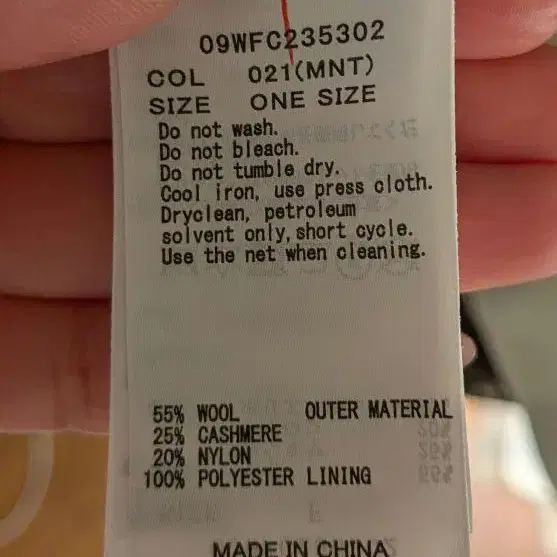 09WFC235302
COL 021(MNT)
SIZE ONE SIZE
Do not wash.
Do not bleach.
Do not tumble dry.
Cool iron, use press cloth.
Dryclean, petroleum
solvent only, short cycle.
Use the net when cleaning.
55% WOOL OUTER MATERIAL
25% CASHMERE
20% NYLON
100% POLYESTER LINING
MADE IN CHINA